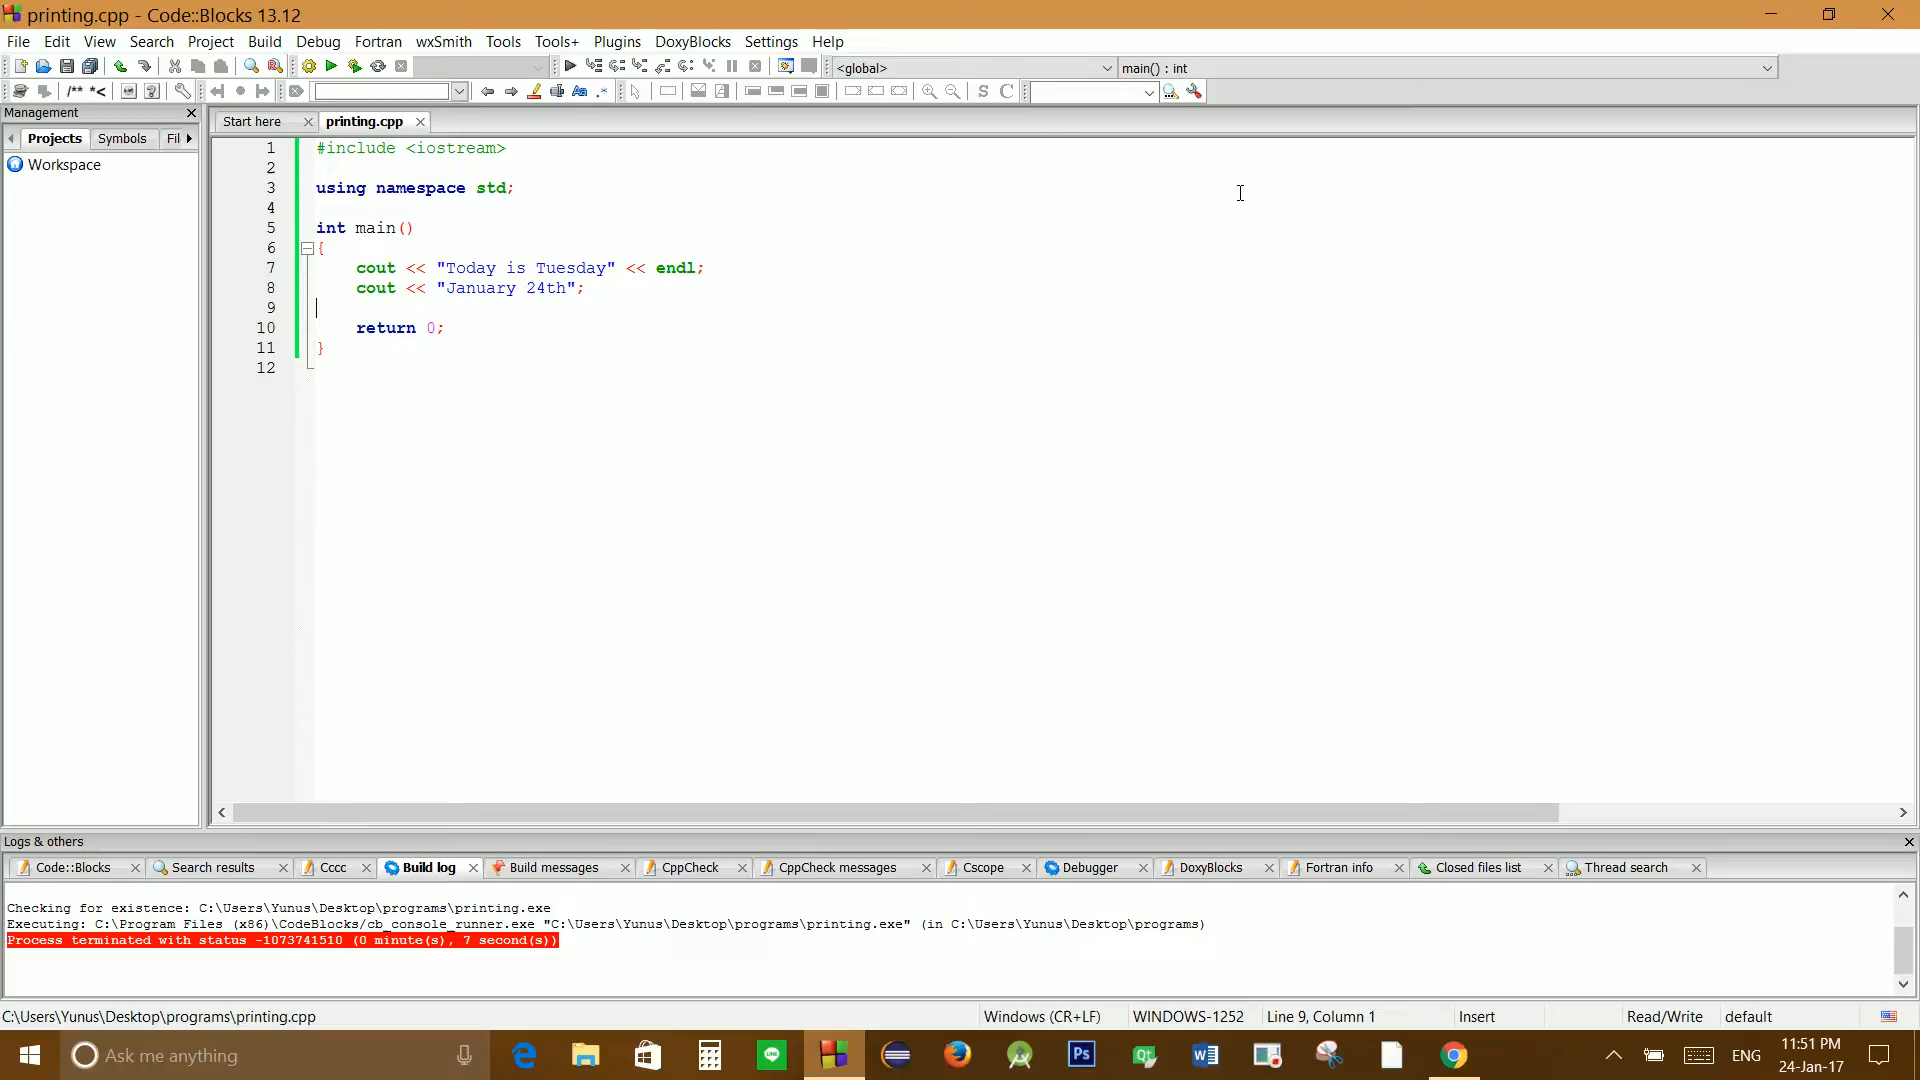 printing.cpp - Code::Blocks 13.12
File Edit View Search Project Build Debug Fortran wxSmith Tools Tools+ Plugins DoxyBlocks Settings Help
<global> main() : int
/** *<
Management
Projects Symbols Fil
Workspace
Start here printing.cpp
1 #include <iostream>
2
3 using namespace std;
4
5 int main()
6 {
7 cout << "Today is Tuesday" << endl;
8 cout << "January 24th";
9
10 return 0;
11 }
12
Logs & others
Code::Blocks Search results Cccc Build log Build messages CppCheck CppCheck messages Cscope Debugger DoxyBlocks Fortran info Closed files list Thread search
Checking for existence: C:\Users\Yunus\Desktop\programs\printing.exe
Executing: C:\Program Files (x86)\CodeBlocks/cb_console_runner.exe "C:\Users\Yunus\Desktop\programs\printing.exe" (in C:\Users\Yunus\Desktop\programs)
Process terminated with status -1073741510 (0 minute(s), 7 second(s))
C:\Users\Yunus\Desktop\programs\printing.cpp Windows (CR+LF) WINDOWS-1252 Line 9, Column 1 Insert Read/Write default
Ask me anything ENG 11:51 PM
24-Jan-17